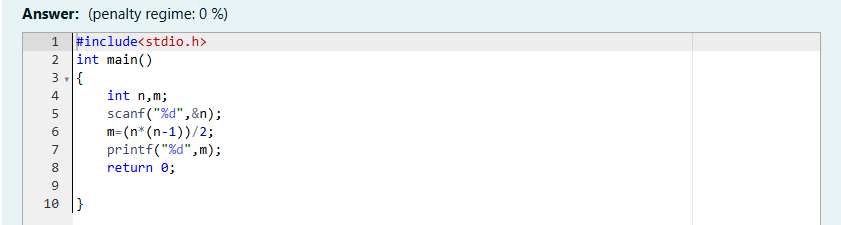 Answer: (penalty regime: 0 %)
1 #include<stdio.h>
2 int main()
3 {
4 int n,m;
5 scanf("%d",&n);
6 m=(n*(n-1))/2;
7 printf("%d",m);
8 return 0;
9
10 }